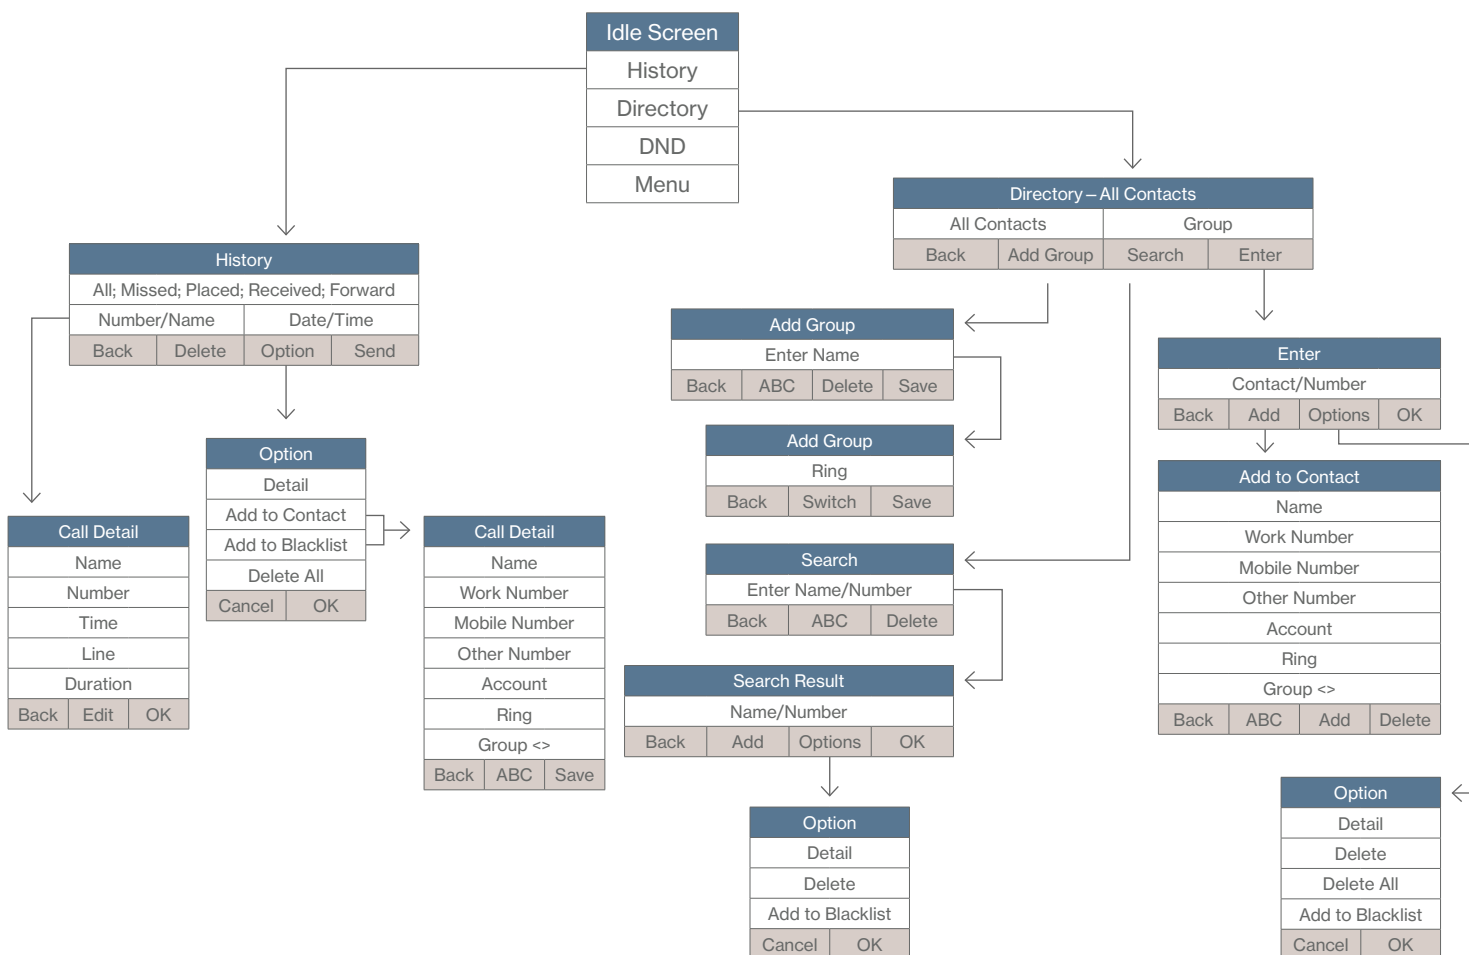 Idle Screen
History
Directory
DND
Menu
History
All; Missed; Placed; Received; Forward
Number/Name Date/Time
Back Delete Option Send
Call Detail
Name
Number
Time
Line
Duration
Back Edit OK
Option
Detail
Add to Contact
Add to Blacklist
Delete All
Cancel OK
Call Detail
Name
Work Number
Mobile Number
Other Number
Account
Ring
Group <>
Back ABC Save
Directory – All Contacts
All Contacts Group
Back Add Group Search Enter
Add Group
Enter Name
Back ABC Delete Save
Add Group
Ring
Back Switch Save
Search
Enter Name/Number
Back ABC Delete
Search Result
Name/Number
Back Add Options OK
Option
Detail
Delete
Add to Blacklist
Cancel OK
Enter
Contact/Number
Back Add Options OK
Add to Contact
Name
Work Number
Mobile Number
Other Number
Account
Ring
Group <>
Back ABC Add Delete
Option
Detail
Delete
Delete All
Add to Blacklist
Cancel OK